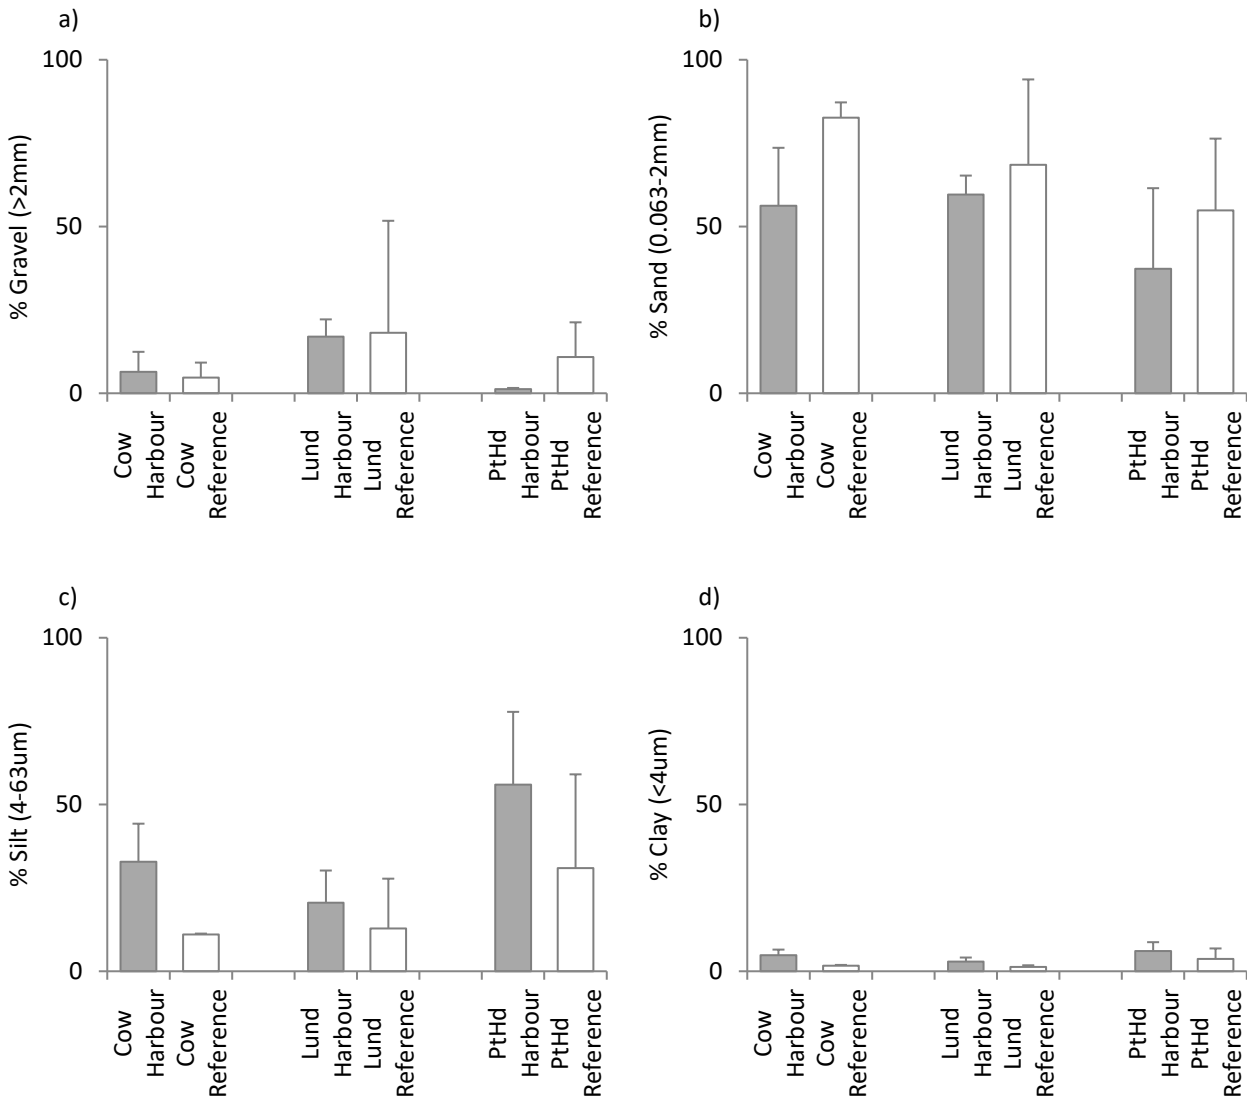 a)
% Gravel (>2mm)
100
50
0
Cow
Harbour
Cow
Reference
Lund
Harbour
Lund
Reference
PtHd
Harbour
PtHd
Reference
b)
% Sand (0.063-2mm)
100
50
0
Cow
Harbour
Cow
Reference
Lund
Harbour
Lund
Reference
PtHd
Harbour
PtHd
Reference
c)
% Silt (4-63um)
100
50
0
Cow
Harbour
Cow
Reference
Lund
Harbour
Lund
Reference
PtHd
Harbour
PtHd
Reference
d)
% Clay (<4um)
100
50
0
Cow
Harbour
Cow
Reference
Lund
Harbour
Lund
Reference
PtHd
Harbour
PtHd
Reference